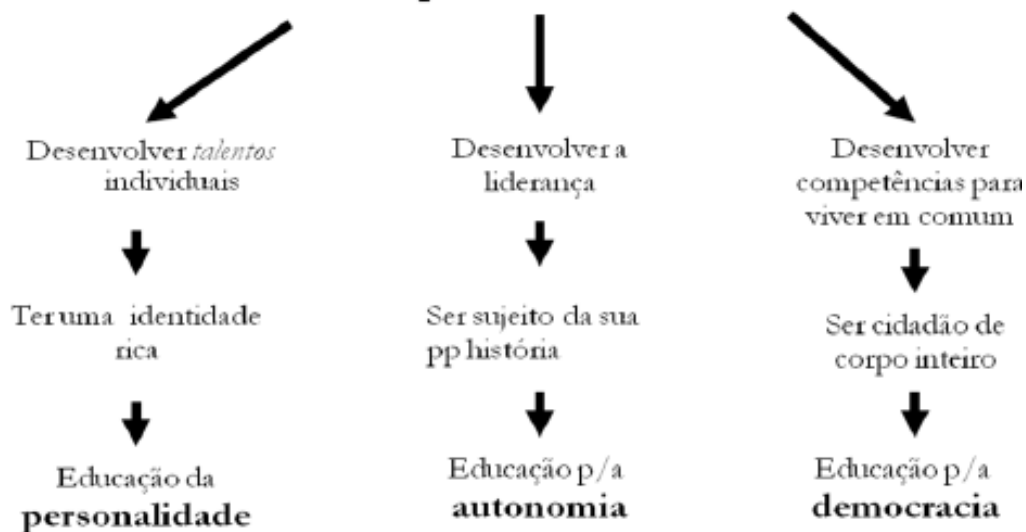 Desenvolver talentos
individuais
Ter uma identidade
rica
Educação da
personalidade
Desenvolver a
liderança
Ser sujeito da sua
pp história
Educação p/a
autonomia
Desenvolver
competências para
viver em comum
Ser cidadão de
corpo inteiro
Educação p/a
democracia